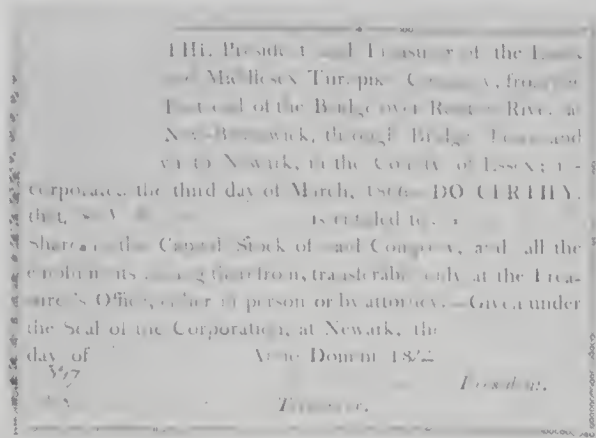 THE President and Treasurer of the Essex
and Middlesex Turnpike Company, from the
East end of the Bridge over Raritan River at
New-Brunswick, through Bridge Town and
to Newark, in the County of Essex; in-
corporated the third day of March, 1806. DO CERTIFY,
that, is entitled to
Share in the Capital Stock of said Company, and all the
emoluments arising therefrom, transferable only at the Trea-
surer's Office, either in person or by attorney.—Given under
the Seal of the Corporation, at Newark, the
day of Anno Domini 182
President.
Treasurer.